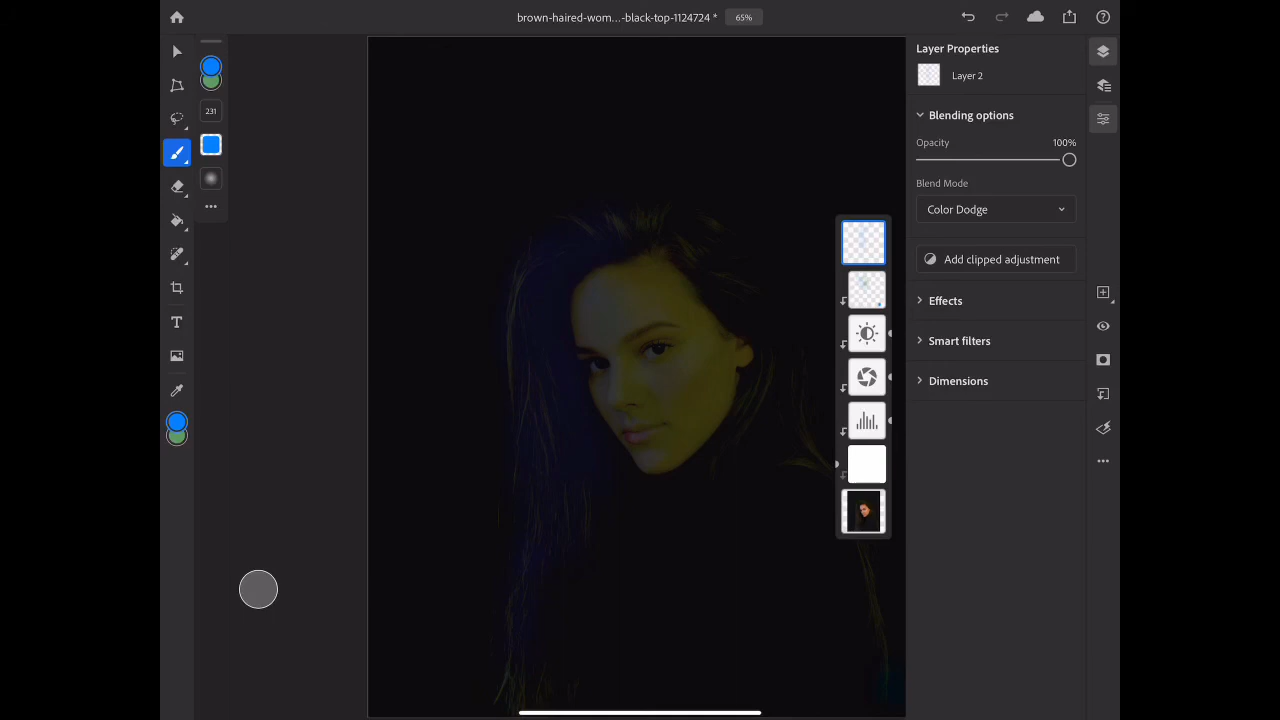 brown-haired-wom...-black-top-1124724 *
65%
Layer Properties
Layer 2
231
Blending options
Opacity 100%
Blend Mode
Color Dodge
Add clipped adjustment
Effects
Smart filters
Dimensions
T
?